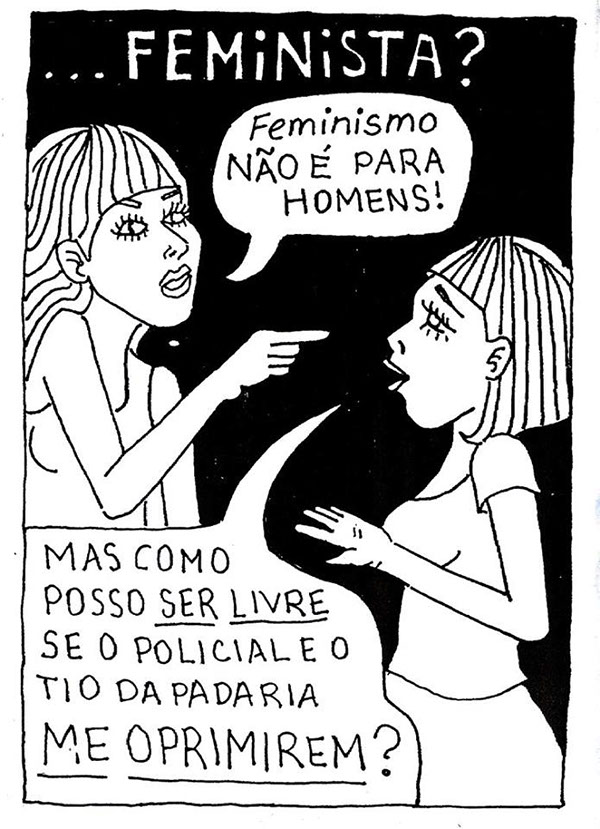 ...FEMiNiSTA?
Feminismo
NÃO É PARA
HOMENS!
MAS COMO
POSSO SER LIVRE
SE O POLICIAL E O
TIO DA PADARIA
ME OPRIMIREM?